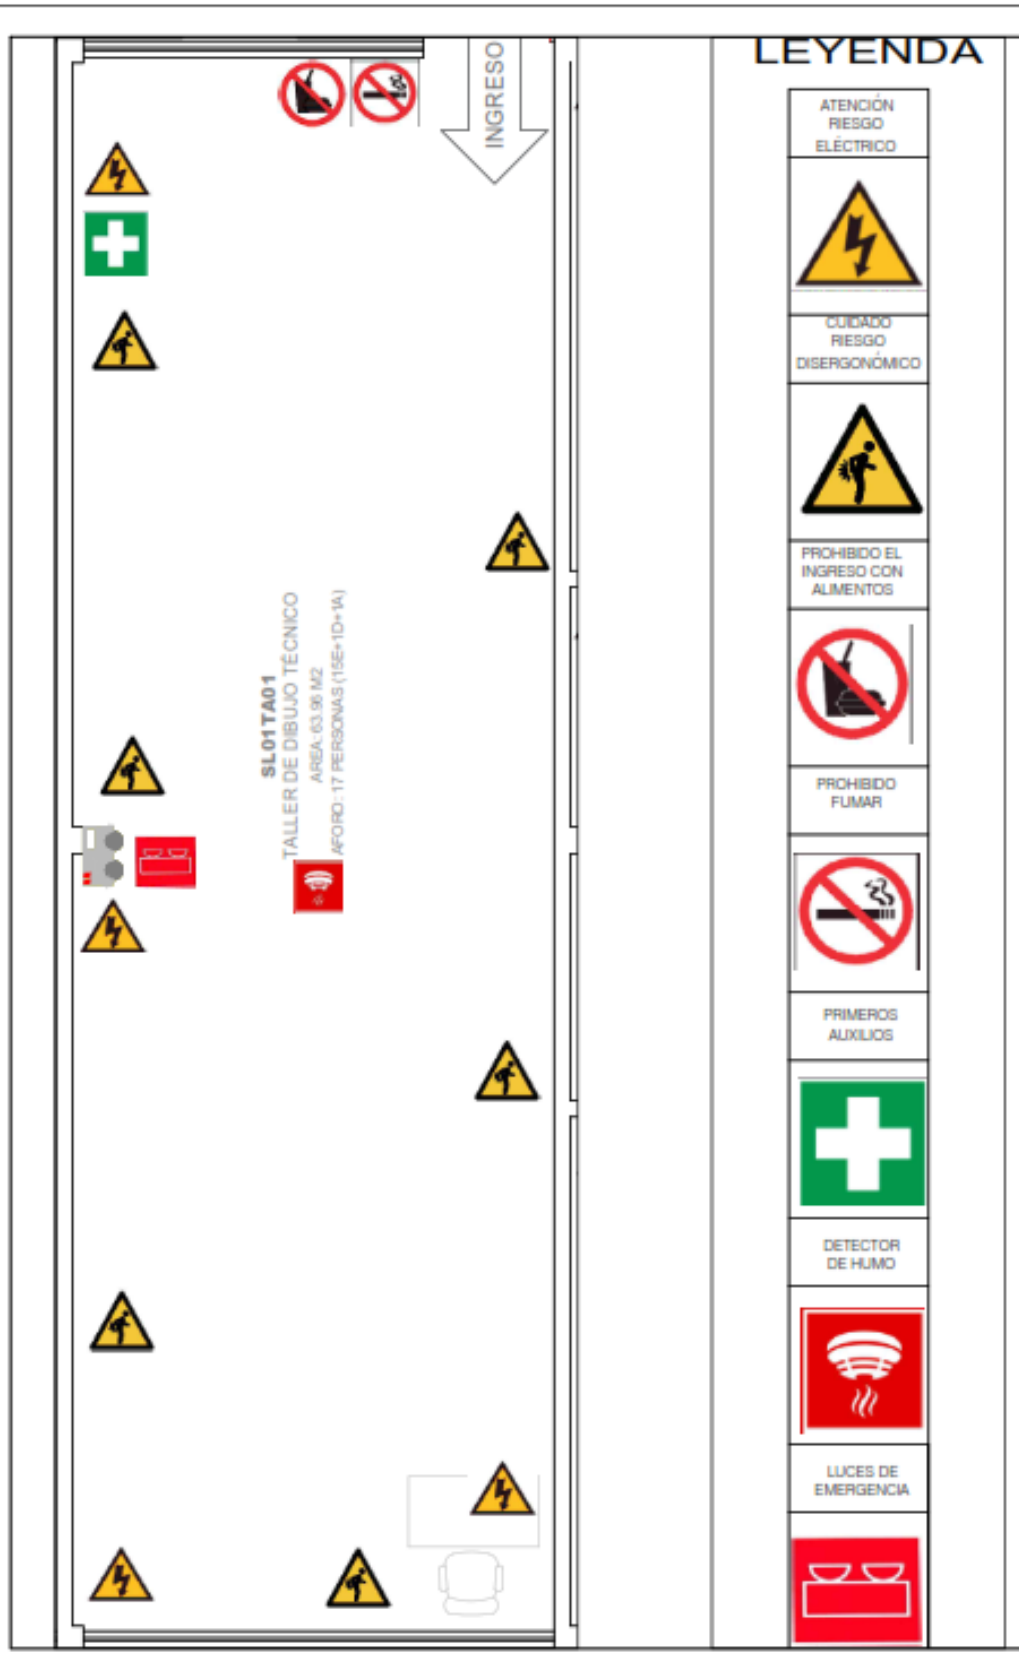 INGRESO
SL01TA01
TALLER DE DIBUJO TÉCNICO
AREA: 63.96 M2
AFORO: 17 PERSONAS (15E+1D+1A)
LEYENDA
ATENCIÓN
RIESGO
ELÉCTRICO
CUIDADO
RIESGO
DISERGONÓMICO
PROHIBIDO EL
INGRESO CON
ALIMENTOS
PROHIBIDO
FUMAR
PRIMEROS
AUXILIOS
DETECTOR
DE HUMO
LUCES DE
EMERGENCIA